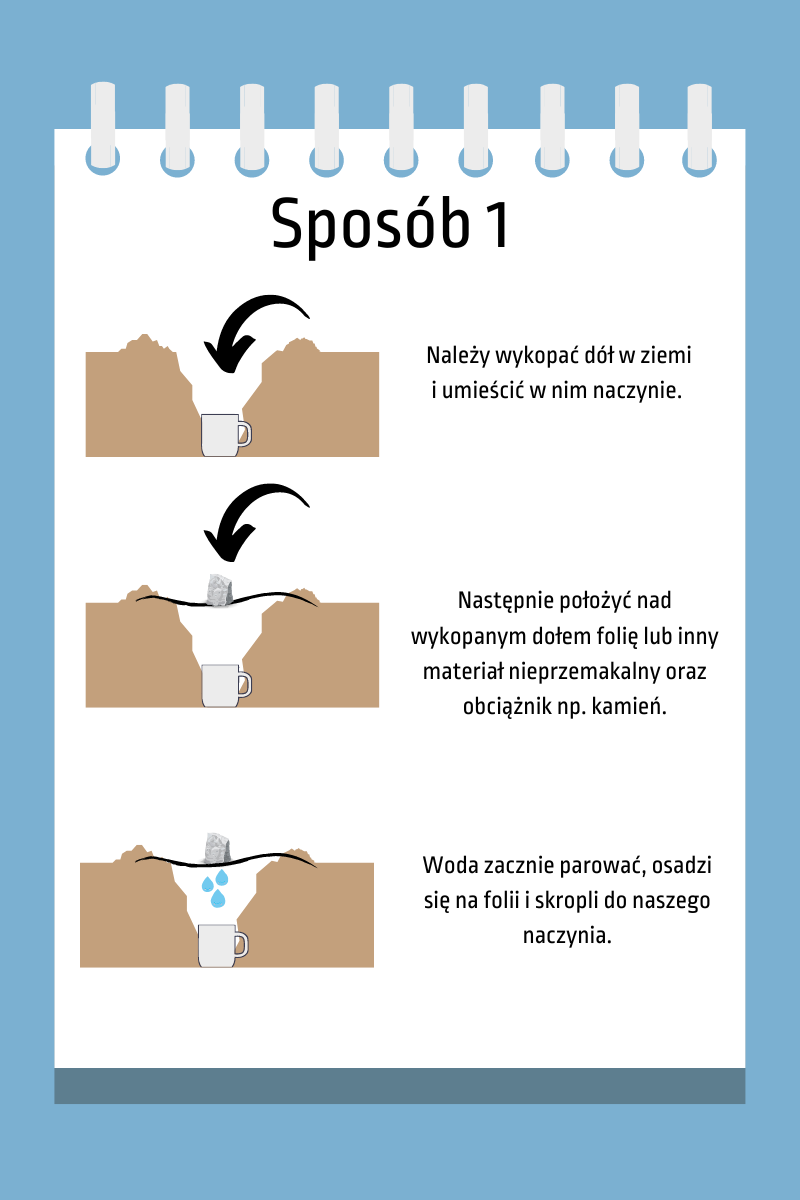 Sposób 1
Należy wykopać dół w ziemi
i umieścić w nim naczynie.
Następnie położyć nad
wykopanym dołem folię lub inny
materiał nieprzemakalny oraz
obciążnik np. kamień.
Woda zacznie parować, osadzi
się na folii i skropli do naszego
naczynia.